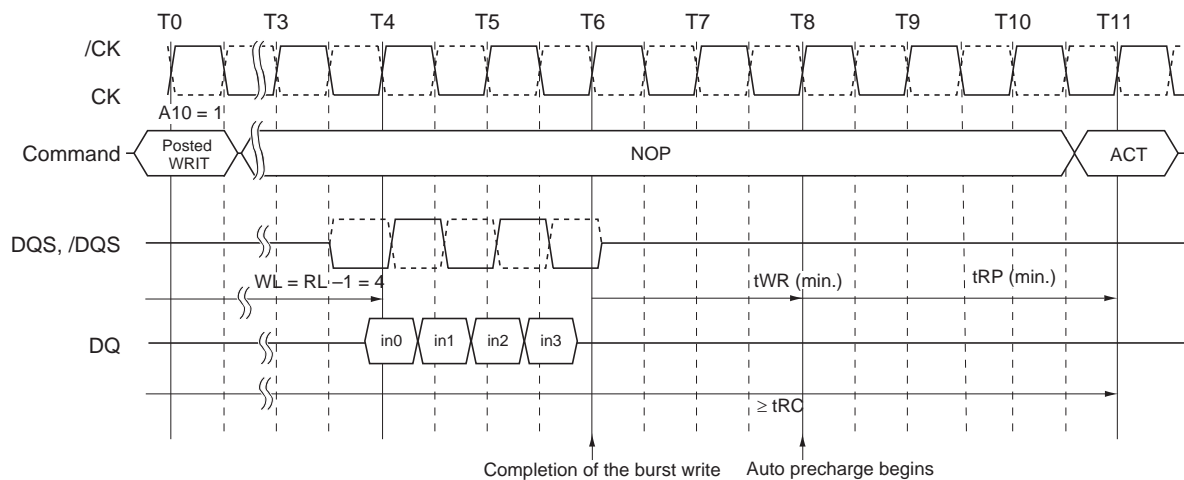 T0 T3 T4 T5 T6 T7 T8 T9 T10 T11
/CK
CK
A10 = 1
Command
Posted
WRIT
NOP
ACT
DQS, /DQS
WL = RL –1 = 4
tWR (min.)
tRP (min.)
DQ
in0 in1 in2 in3
≥ tRC
Completion of the burst write
Auto precharge begins